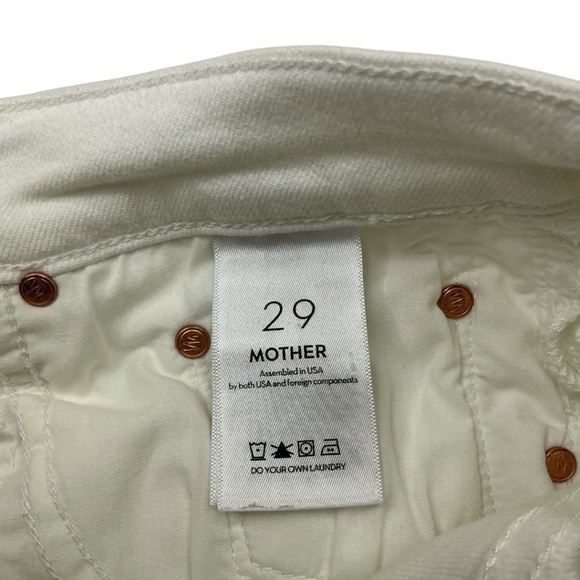 29
MOTHER
Assembled in USA
by both USA and foreign components
DO YOUR OWN LAUNDRY